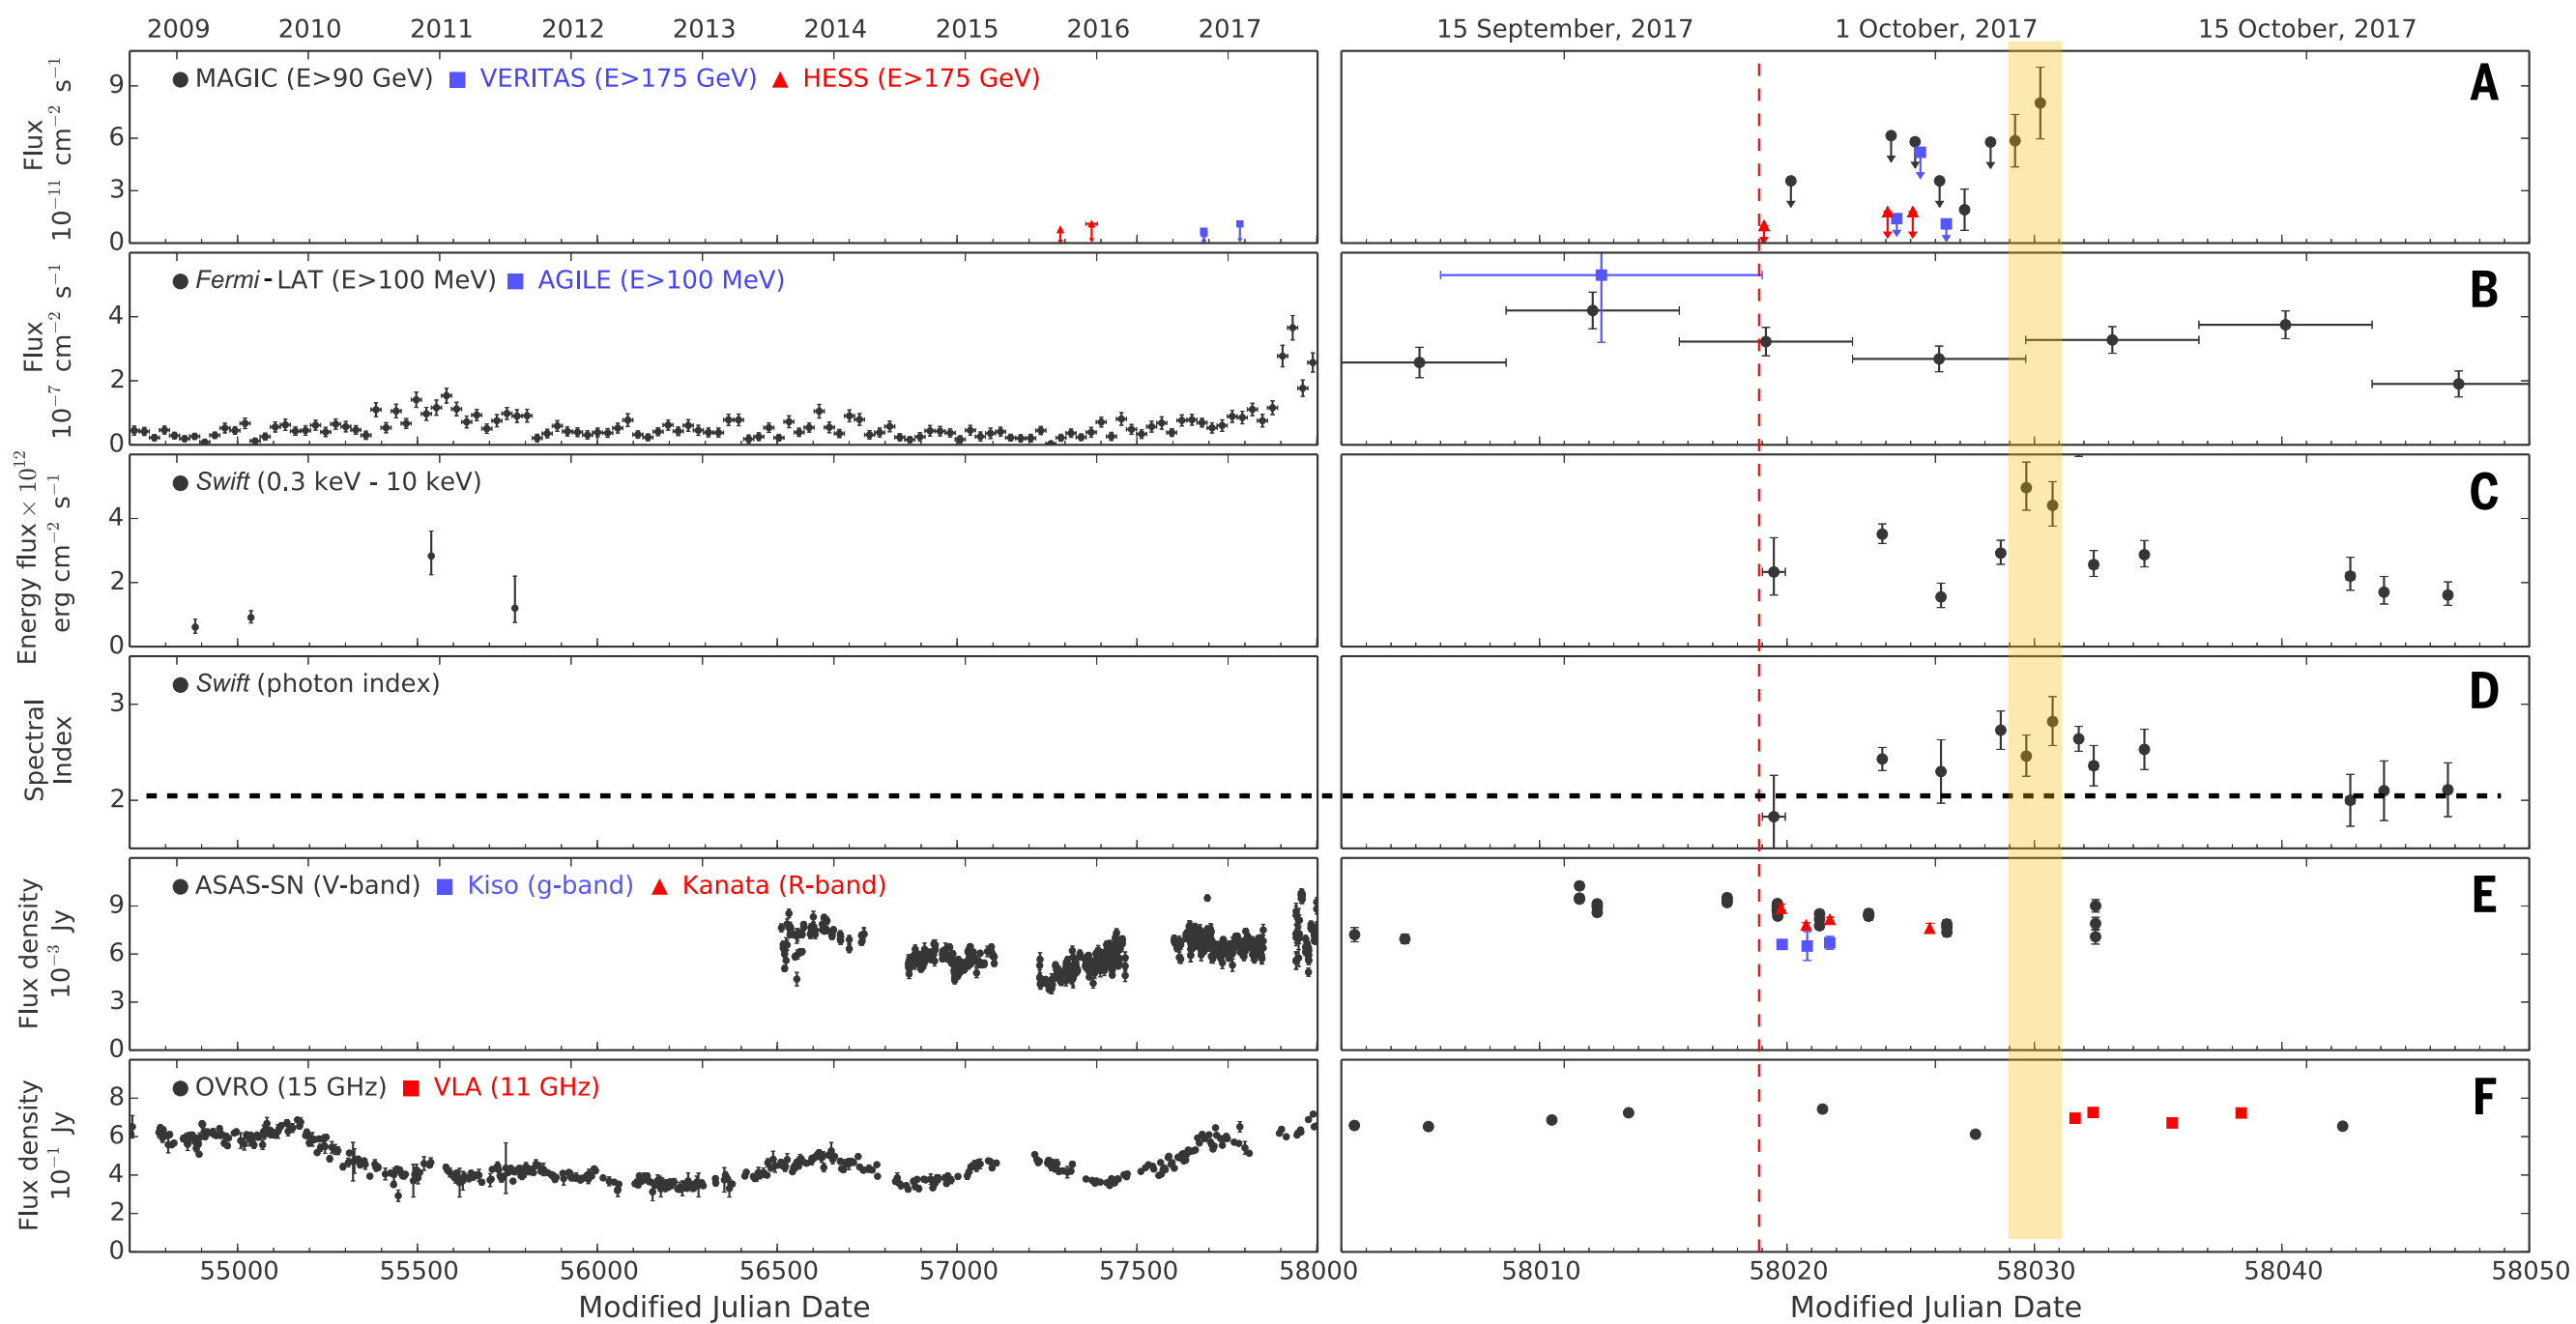 2009 2010 2011 2012 2013 2014 2015 2016 2017 15 September, 2017 1 October, 2017 15 October, 2017
Flux
10⁻¹¹ cm⁻² s⁻¹
9
6
3
0
MAGIC (E>90 GeV) VERITAS (E>175 GeV) HESS (E>175 GeV)
A
Flux
10⁻⁷ cm⁻² s⁻¹
4
2
0
Fermi-LAT (E>100 MeV) AGILE (E>100 MeV)
B
Energy flux × 10¹²
erg cm⁻² s⁻¹
4
2
0
Swift (0.3 keV - 10 keV)
C
Spectral
Index
3
2
Swift (photon index)
D
Flux density
10⁻³ Jy
9
6
3
0
ASAS-SN (V-band) Kiso (g-band) Kanata (R-band)
E
Flux density
10⁻¹ Jy
8
6
4
2
0
OVRO (15 GHz) VLA (11 GHz)
F
55000 55500 56000 56500 57000 57500 58000 58010 58020 58030 58040 58050
Modified Julian Date Modified Julian Date